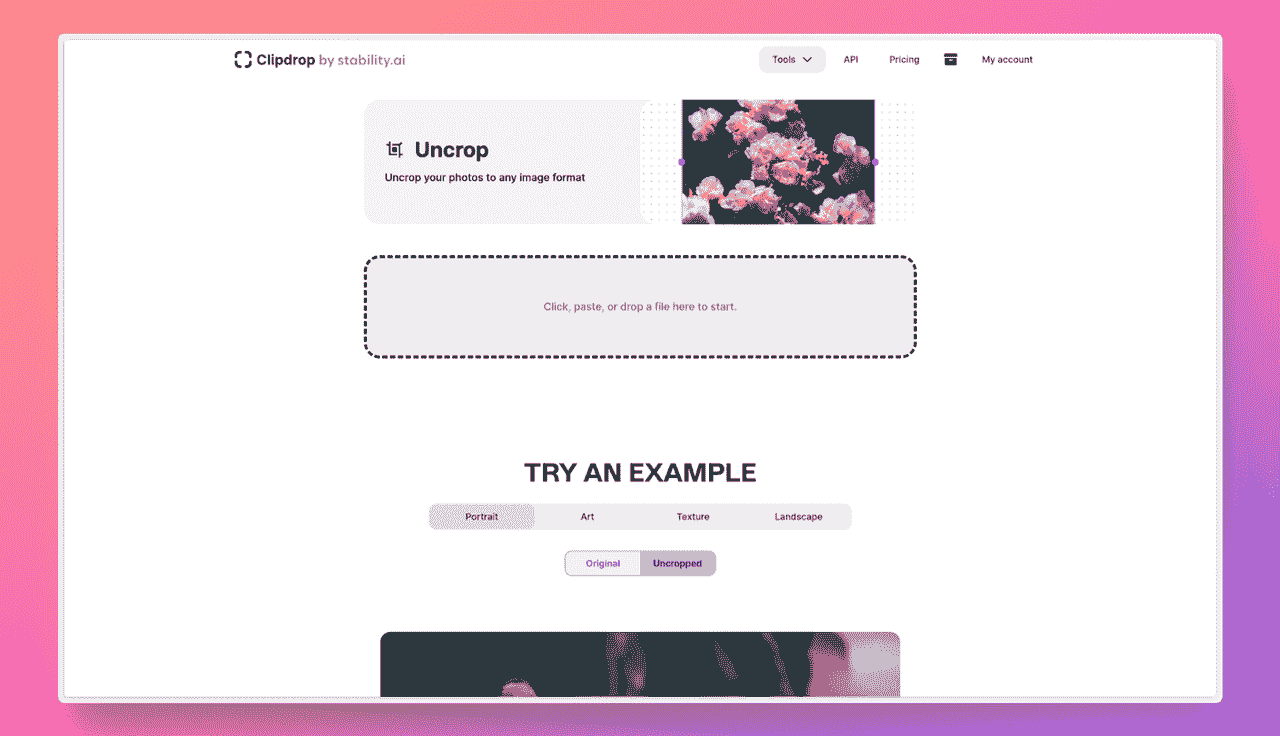 Clipdrop by stability.ai
Tools
API
Pricing
My account
Uncrop
Uncrop your photos to any image format
Click, paste, or drop a file here to start.
TRY AN EXAMPLE
Portrait
Art
Texture
Landscape
Original
Uncropped